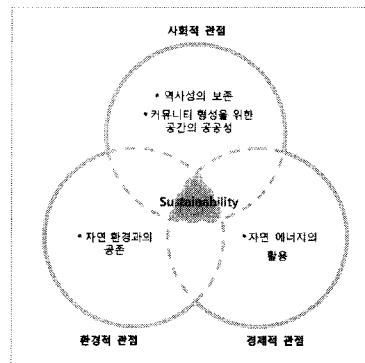 사회적 관점
* 역사성의 보존
* 커뮤니티 형성을 위한
공간의 공공성
Sustainability
* 자연 환경과의
공존
* 자연 에너지의
활용
환경적 관점
경제적 관점